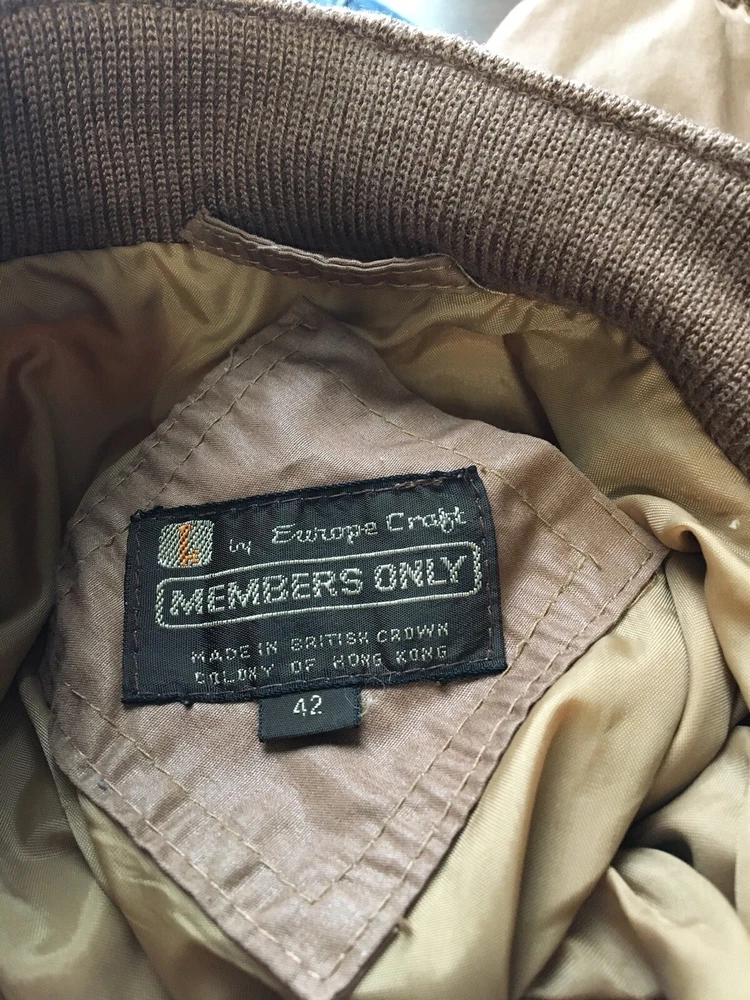 by Europe Craft
MEMBERS ONLY
MADE IN BRITISH CROWN
COLONY OF HONG KONG
42